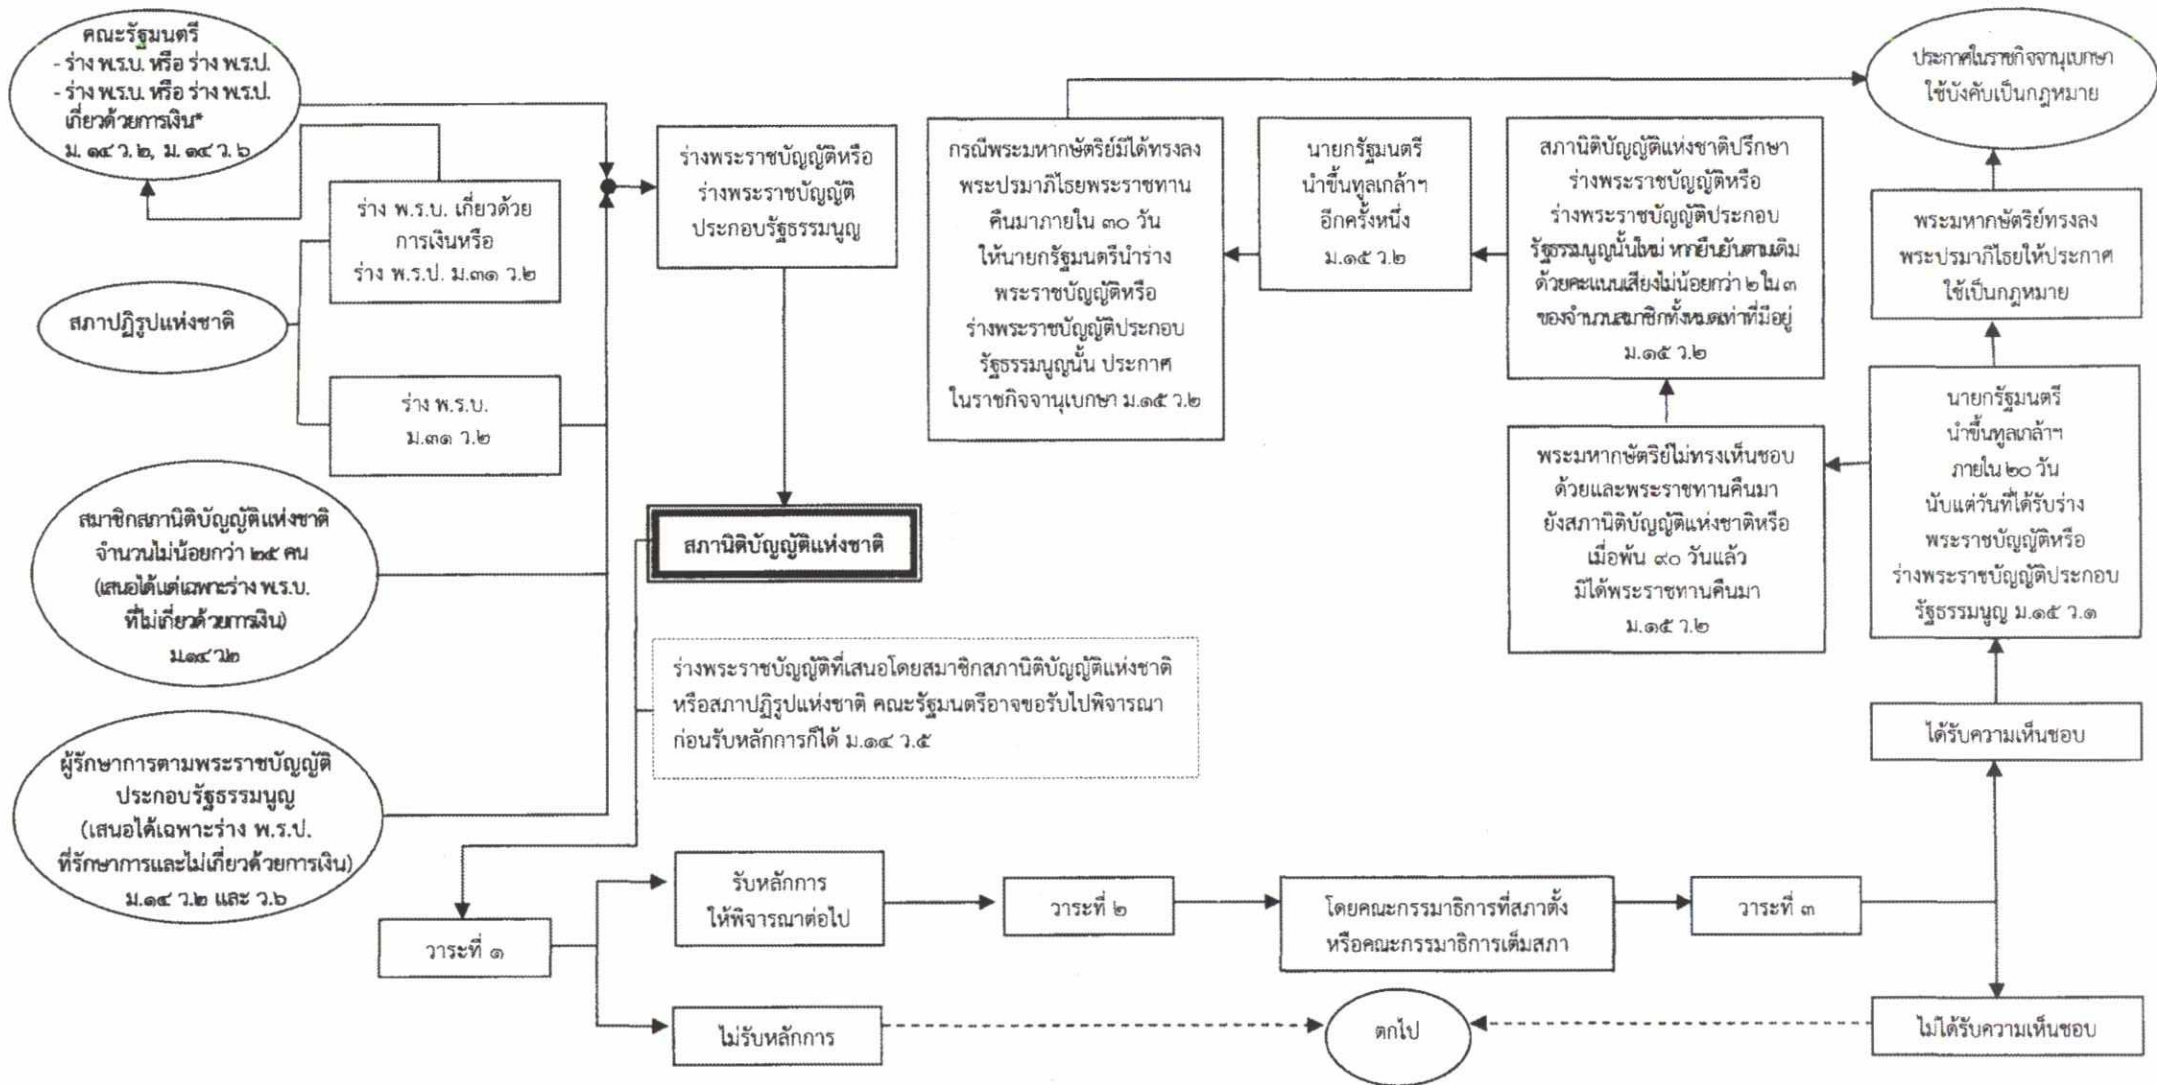 คณะรัฐมนตรี
- ร่าง พ.ร.บ. หรือ ร่าง พ.ร.ป.
- ร่าง พ.ร.บ. หรือ ร่าง พ.ร.ป.
เกี่ยวด้วยการเงิน*
ม. ๑๔ ว. ๒, ม. ๑๔ ว. ๖
ร่าง พ.ร.บ. เกี่ยวด้วย
การเงินหรือ
ร่าง พ.ร.ป. ม.๓๑ ว.๒
สภาปฏิรูปแห่งชาติ
ร่าง พ.ร.บ.
ม.๓๑ ว.๒
สมาชิกสภานิติบัญญัติแห่งชาติ
จำนวนไม่น้อยกว่า ๒๕ คน
(เสนอได้แต่เฉพาะร่าง พ.ร.บ.
ที่ไม่เกี่ยวด้วยการเงิน)
ม.๑๔ ว.๒
ผู้รักษาการตามพระราชบัญญัติ
ประกอบรัฐธรรมนูญ
(เสนอได้เฉพาะร่าง พ.ร.ป.
ที่รักษาการและไม่เกี่ยวด้วยการเงิน)
ม.๑๔ ว.๒ และ ว.๖
ร่างพระราชบัญญัติหรือ
ร่างพระราชบัญญัติ
ประกอบรัฐธรรมนูญ
สภานิติบัญญัติแห่งชาติ
ร่างพระราชบัญญัติที่เสนอโดยสมาชิกสภานิติบัญญัติแห่งชาติ
หรือสภาปฏิรูปแห่งชาติ คณะรัฐมนตรีอาจขอรับไปพิจารณา
ก่อนรับหลักการก็ได้ ม.๑๔ ว.๕
วาระที่ ๑
รับหลักการ
ให้พิจารณาต่อไป
ไม่รับหลักการ
วาระที่ ๒
โดยคณะกรรมาธิการที่สภาตั้ง
หรือคณะกรรมาธิการเต็มสภา
วาระที่ ๓
ตกไป
ไม่ได้รับความเห็นชอบ
ได้รับความเห็นชอบ
นายกรัฐมนตรี
นำขึ้นทูลเกล้าฯ
ภายใน ๒๐ วัน
นับแต่วันที่ได้รับร่าง
พระราชบัญญัติหรือ
ร่างพระราชบัญญัติประกอบ
รัฐธรรมนูญ ม.๑๕ ว.๑
พระมหากษัตริย์ทรงลง
พระปรมาภิไธยให้ประกาศ
ใช้เป็นกฎหมาย
ประกาศในราชกิจจานุเบกษา
ใช้บังคับเป็นกฎหมาย
พระมหากษัตริย์ไม่ทรงเห็นชอบ
ด้วยและพระราชทานคืนมา
ยังสภานิติบัญญัติแห่งชาติหรือ
เมื่อพ้น ๙๐ วันแล้ว
มิได้พระราชทานคืนมา
ม.๑๕ ว.๒
สภานิติบัญญัติแห่งชาติปรึกษา
ร่างพระราชบัญญัติหรือ
ร่างพระราชบัญญัติประกอบ
รัฐธรรมนูญนั้นใหม่ หากยืนยันตามเดิม
ด้วยคะแนนเสียงไม่น้อยกว่า ๒ ใน ๓
ของจำนวนสมาชิกทั้งหมดเท่าที่มีอยู่
ม.๑๕ ว.๒
นายกรัฐมนตรี
นำขึ้นทูลเกล้าฯ
อีกครั้งหนึ่ง
ม.๑๕ ว.๒
กรณีพระมหากษัตริย์มิได้ทรงลง
พระปรมาภิไธยพระราชทาน
คืนมาภายใน ๓๐ วัน
ให้นายกรัฐมนตรีนำร่าง
พระราชบัญญัติหรือ
ร่างพระราชบัญญัติประกอบ
รัฐธรรมนูญนั้น ประกาศ
ในราชกิจจานุเบกษา ม.๑๕ ว.๒